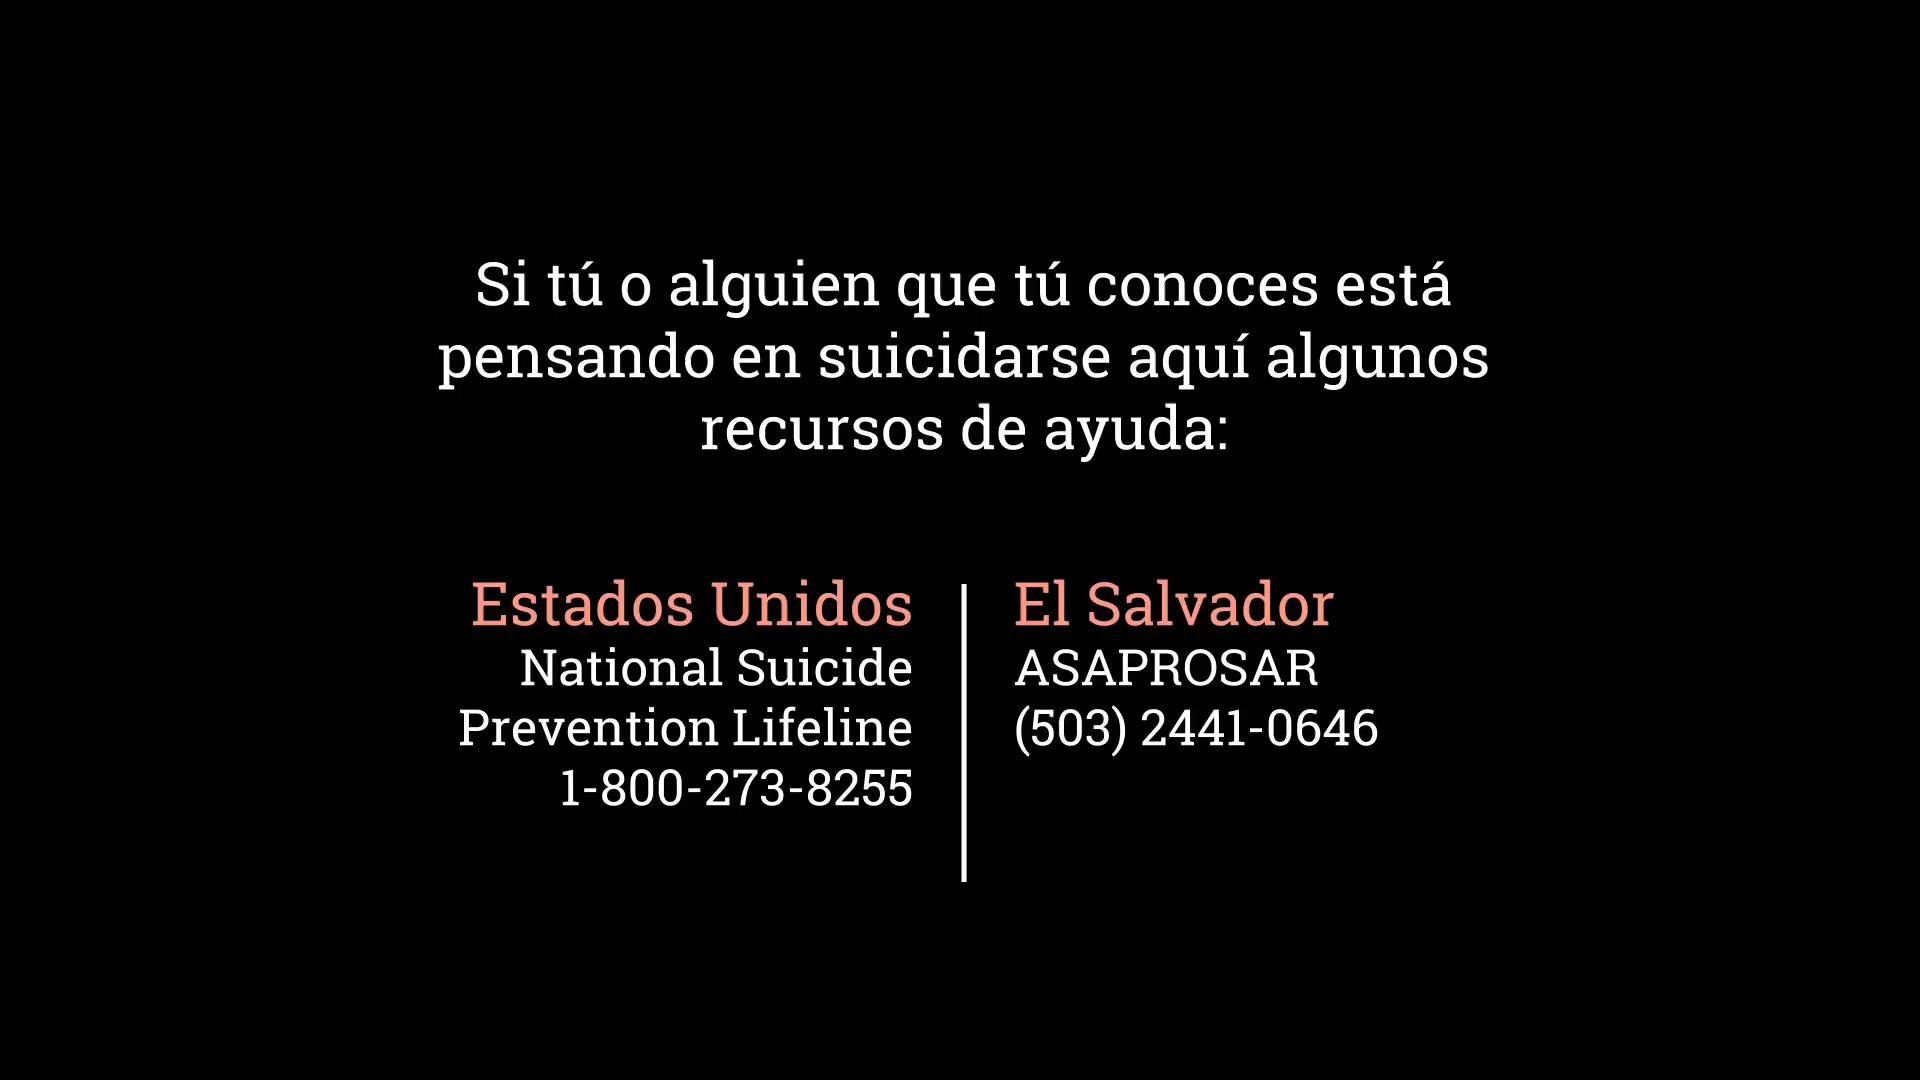 Si tú o alguien que tú conoces está
pensando en suicidarse aquí algunos
recursos de ayuda:
Estados Unidos
National Suicide
Prevention Lifeline
1-800-273-8255
El Salvador
ASAPROSAR
(503) 2441-0646